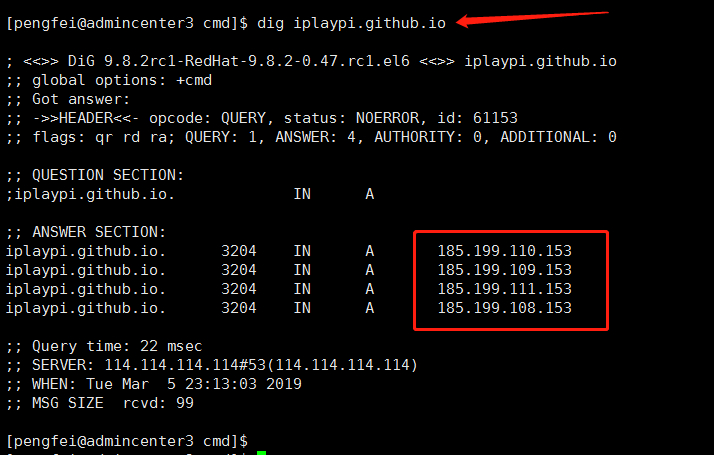 [pengfei@admincenter3 cmd]$ dig iplaypi.github.io
; <<>> DiG 9.8.2rc1-RedHat-9.8.2-0.47.rc1.el6 <<>> iplaypi.github.io
;; global options: +cmd
;; Got answer:
;; ->>HEADER<<- opcode: QUERY, status: NOERROR, id: 61153
;; flags: qr rd ra; QUERY: 1, ANSWER: 4, AUTHORITY: 0, ADDITIONAL: 0
;; QUESTION SECTION:
;iplaypi.github.io. IN A
;; ANSWER SECTION:
iplaypi.github.io. 3204 IN A 185.199.110.153
iplaypi.github.io. 3204 IN A 185.199.109.153
iplaypi.github.io. 3204 IN A 185.199.111.153
iplaypi.github.io. 3204 IN A 185.199.108.153
;; Query time: 22 msec
;; SERVER: 114.114.114.114#53(114.114.114.114)
;; WHEN: Tue Mar  5 23:13:03 2019
;; MSG SIZE  rcvd: 99
[pengfei@admincenter3 cmd]$